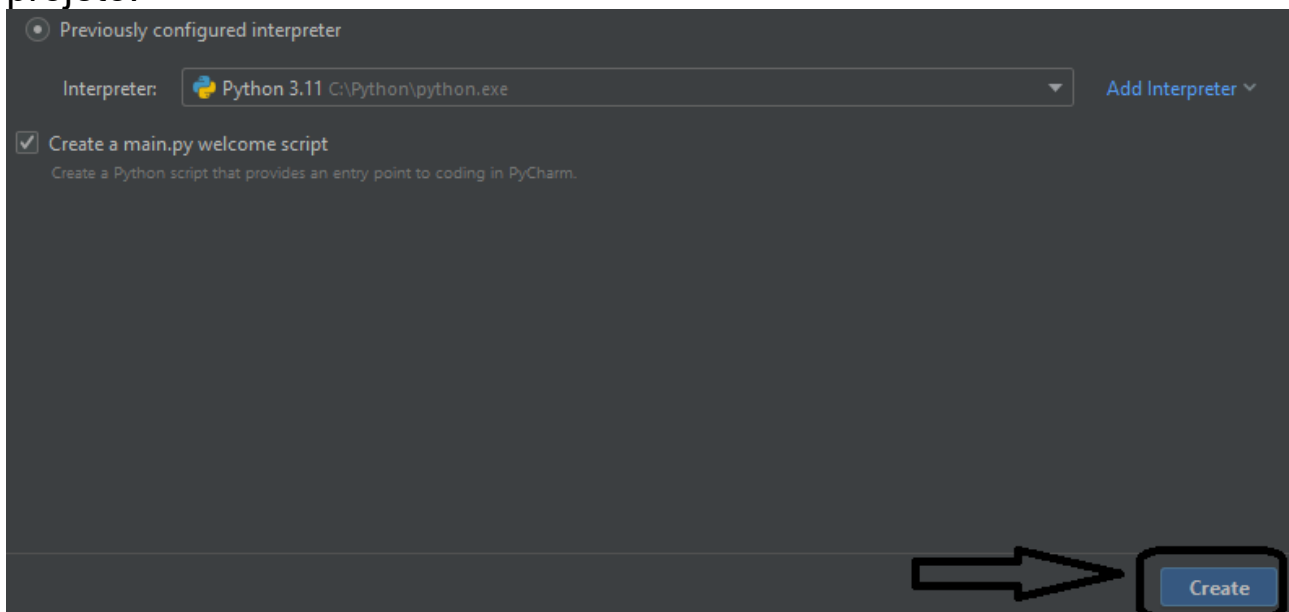 Previously configured interpreter
Interpreter: Python 3.11 C:\Python\python.exe Add Interpreter
Create a main.py welcome script
Create a Python script that provides an entry point to coding in PyCharm.
Create